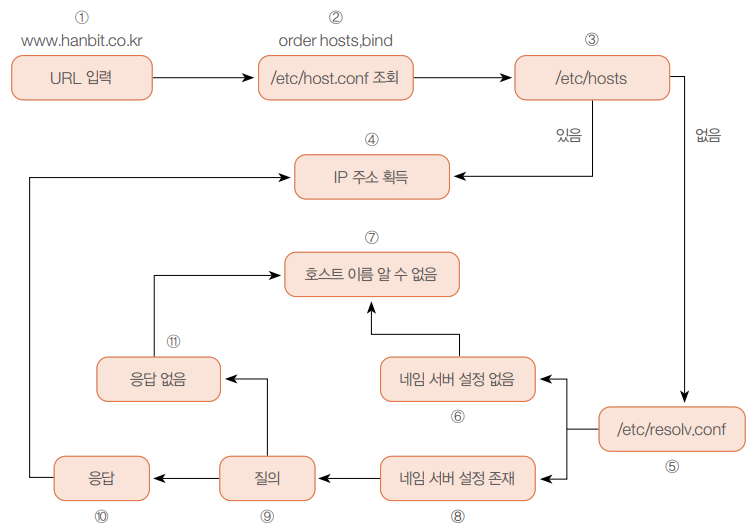 ①
www.hanbit.co.kr
URL 입력
②
order hosts,bind
/etc/host.conf 조회
③
/etc/hosts
있음
없음
④
IP 주소 획득
⑦
호스트 이름 알 수 없음
⑪
응답 없음
네임 서버 설정 없음
⑥
/etc/resolv.conf
⑤
응답
⑩
질의
⑨
네임 서버 설정 존재
⑧